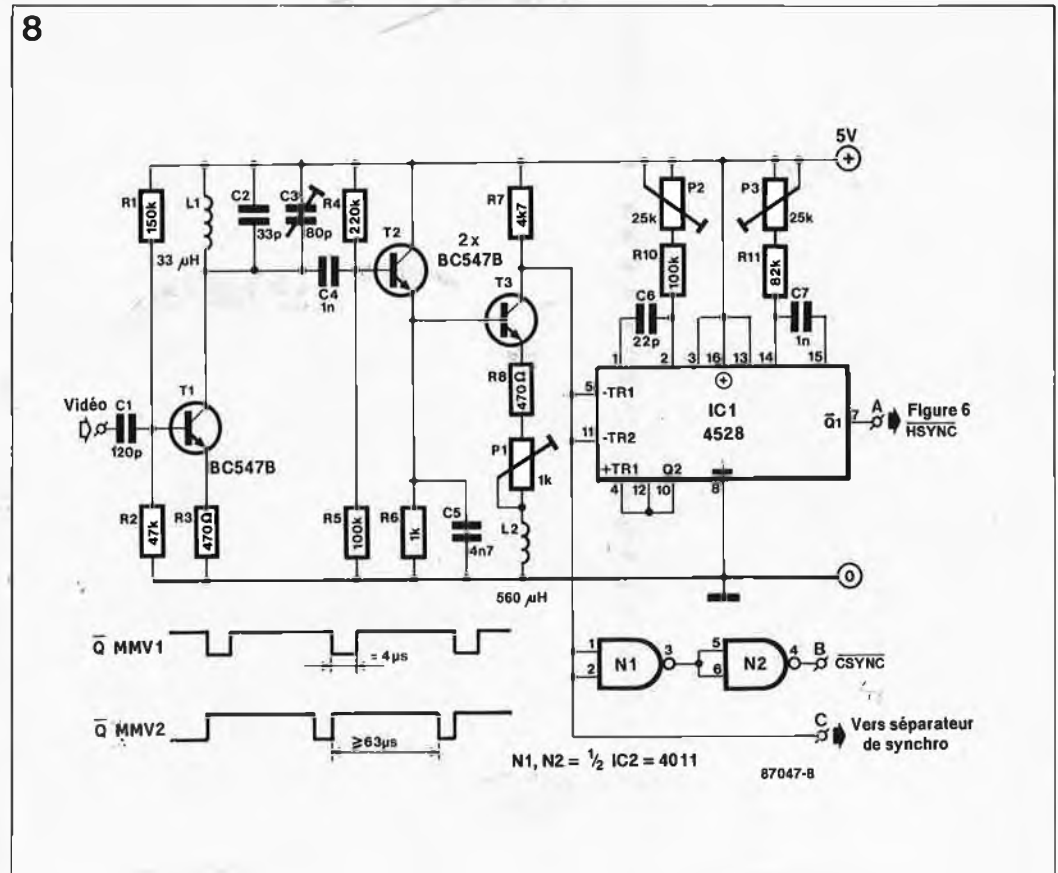 8
5V
R1
150k
L1
33 µH
C2
33p
C3
80p
R4
220k
C4
1n
T2
2x
BC547B
R7
4k7
T3
P2
25k
R10
100k
C6
22p
P3
25k
R11
82k
C7
1n
1
2
3
16
13
14
15
Vidéo
C1
120p
T1
BC547B
R8
470Ω
P1
1k
L2
560 µH
5
-TR1
11
-TR2
IC1
4528
+TR1
Q2
4
12
10
8
Q̅1
7
A
Figure 6
H̅S̅Y̅N̅C̅
R2
47k
R3
470Ω
R5
100k
R6
1k
C5
4n7
0
Q̅ MMV1
= 4µs
Q̅ MMV2
≥63µs
1
2
N1
3
5
6
N2
4
B
C̅S̅Y̅N̅C̅
C
Vers séparateur
de synchro
N1, N2 = ½ IC2 = 4011
87047-8